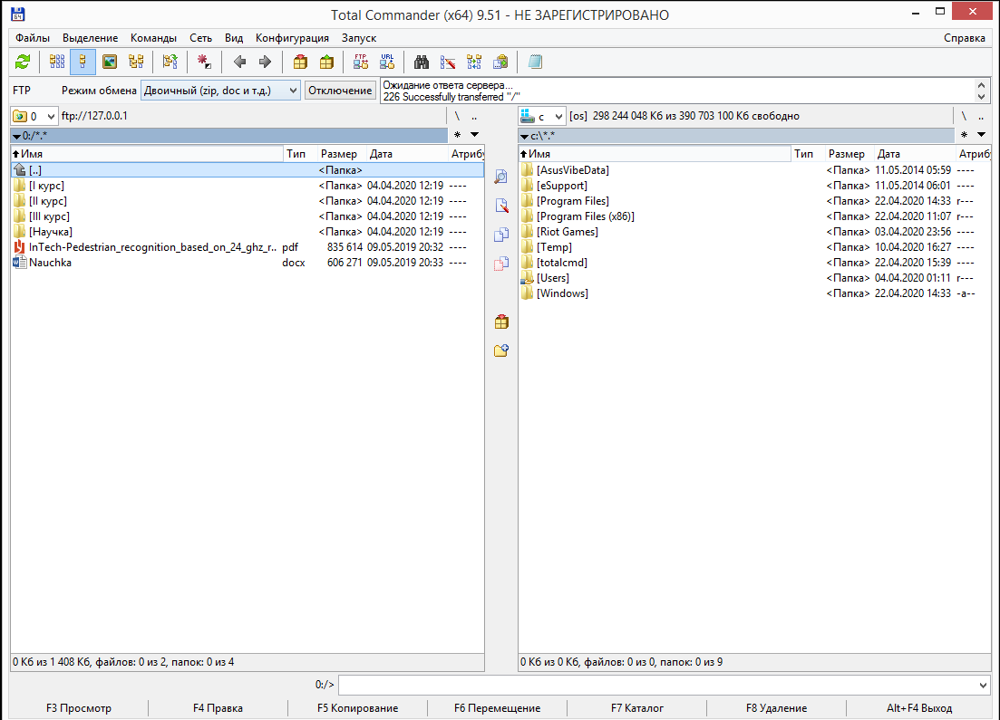 64
Total Commander (x64) 9.51 - НЕ ЗАРЕГИСТРИРОВАНО
Файлы Выделение Команды Сеть Вид Конфигурация Запуск Справка
FTP URL
FTP Режим обмена Двоичный (zip, doc и т.д.) Отключение
Ожидание ответа сервера...
226 Successfully transferred "/"
0 ftp://127.0.0.1 \ ..
c [os] 298 244 048 Кб из 390 703 100 Кб свободно \ ..
0:/*.* *
c:\*.* *
Имя Тип Размер Дата Атрибу
[..] <Папка>
[I курс] <Папка> 04.04.2020 12:19 ----
[II курс] <Папка> 04.04.2020 12:19 ----
[III курс] <Папка> 04.04.2020 12:19 ----
[Научка] <Папка> 04.04.2020 12:19 ----
InTech-Pedestrian_recognition_based_on_24_ghz_r.. pdf 835 614 09.05.2019 20:32 ----
Nauchka docx 606 271 09.05.2019 20:33 ----
Имя Тип Размер Дата Атрибу
[AsusVibeData] <Папка> 11.05.2014 05:59 ----
[eSupport] <Папка> 11.05.2014 06:01 ----
[Program Files] <Папка> 22.04.2020 14:33 r---
[Program Files (x86)] <Папка> 22.04.2020 11:07 r---
[Riot Games] <Папка> 03.04.2020 23:56 ----
[Temp] <Папка> 10.04.2020 16:27 ----
[totalcmd] <Папка> 22.04.2020 15:39 ----
[Users] <Папка> 04.04.2020 01:11 r---
[Windows] <Папка> 22.04.2020 14:33 -a--
0 Кб из 1 408 Кб, файлов: 0 из 2, папок: 0 из 4
0 Кб из 0 Кб, файлов: 0 из 0, папок: 0 из 9
0:/>
F3 Просмотр F4 Правка F5 Копирование F6 Перемещение F7 Каталог F8 Удаление Alt+F4 Выход